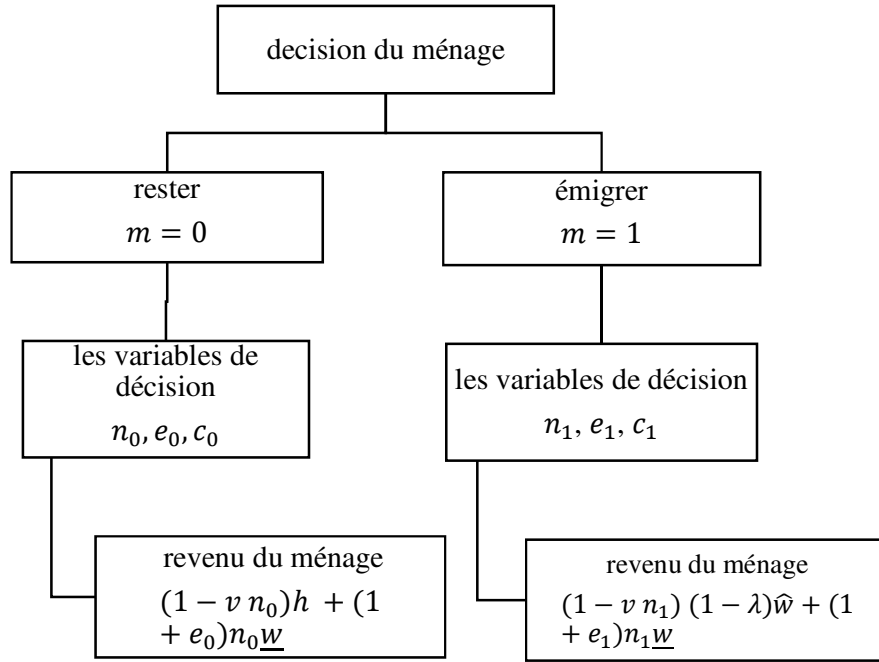 decision du ménage
rester
m = 0
émigrer
m = 1
les variables de
décision
n₀, e₀, c₀
les variables de décision
n₁, e₁, c₁
revenu du ménage
(1 − v n₀)h + (1
+ e₀)n₀w̲
revenu du ménage
(1 − v n₁) (1 − λ)ŵ + (1
+ e₁)n₁w̲